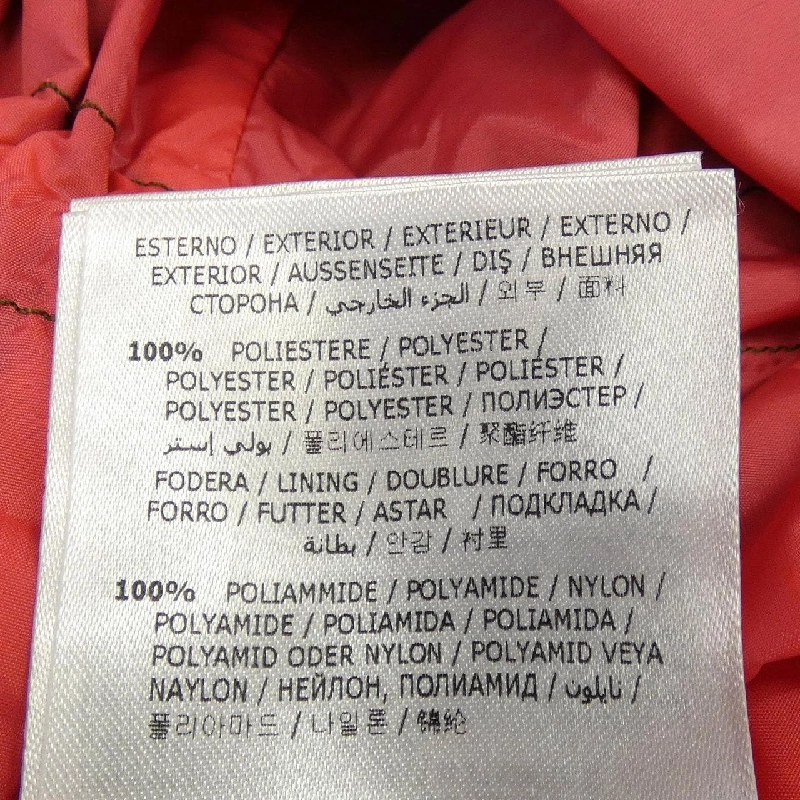 ESTERNO / EXTERIOR / EXTERIEUR / EXTERNO /
EXTERIOR / AUSSENSEITE / DIŞ / ВНЕШНЯЯ
СТОРОНА / الجزء الخارجي / 외부 / 面料
100% POLIESTERE / POLYESTER /
POLYESTER / POLIÉSTER / POLIÉSTER /
POLYESTER / POLYESTER / ПОЛИЭСТЕР /
بولي إستر / 폴리에스테르 / 聚酯纤维
FODERA / LINING / DOUBLURE / FORRO /
FORRO / FUTTER / ASTAR / ПОДКЛАДКА /
بطانة / 안감 / 衬里
100% POLIAMMIDE / POLYAMIDE / NYLON /
POLYAMIDE / POLIAMIDA / POLIAMIDA /
POLYAMID ODER NYLON / POLYAMID VEYA
NAYLON / НЕЙЛОН, ПОЛИАМИД / نايلون /
폴리아마드 / 나일론 / 锦纶